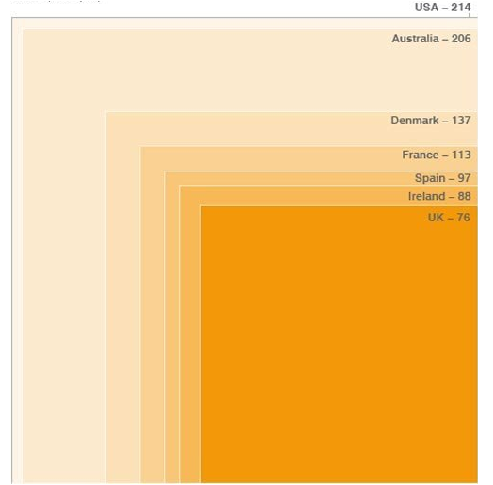 USA – 214
Australia – 206
Denmark – 137
France – 113
Spain – 97
Ireland – 88
UK – 76